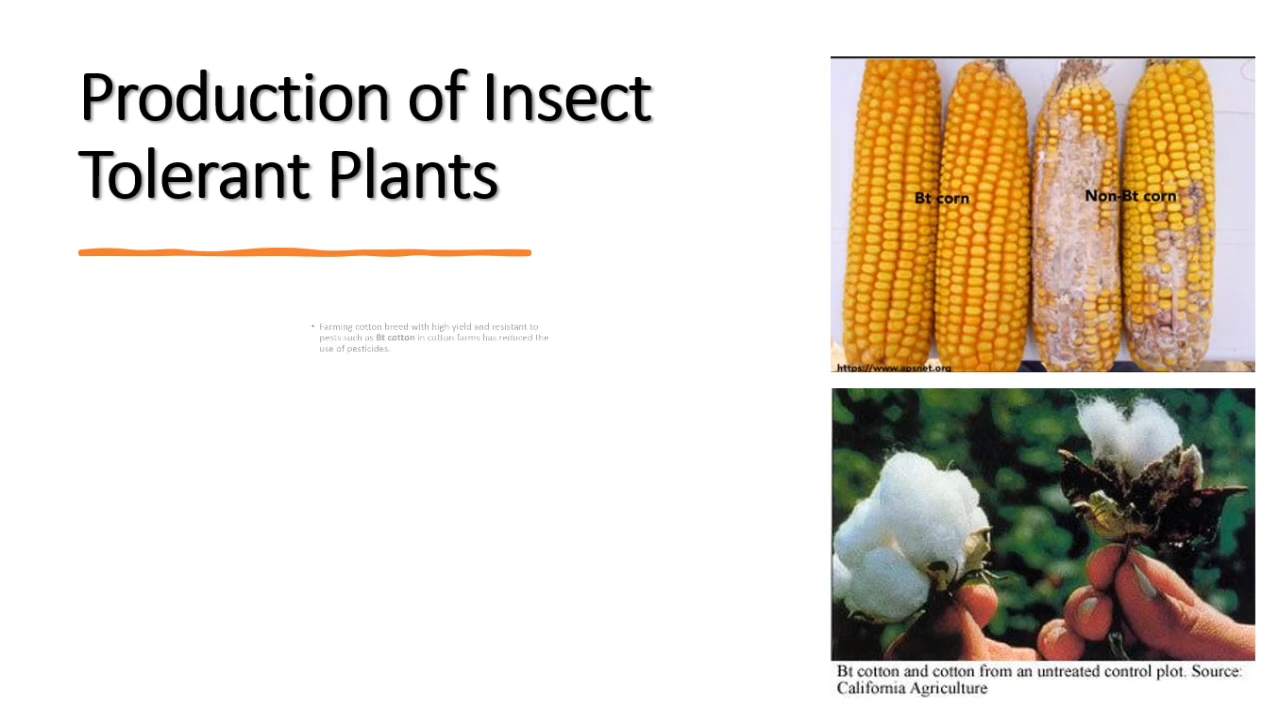 Production of Insect
Tolerant Plants
• Farming cotton breed with high yield and resistant to
pests such as Bt cotton in cotton farms has reduced the
use of pesticides.
Bt corn
Non-Bt corn
https://www.apsnet.org
Bt cotton and cotton from an untreated control plot. Source:
California Agriculture